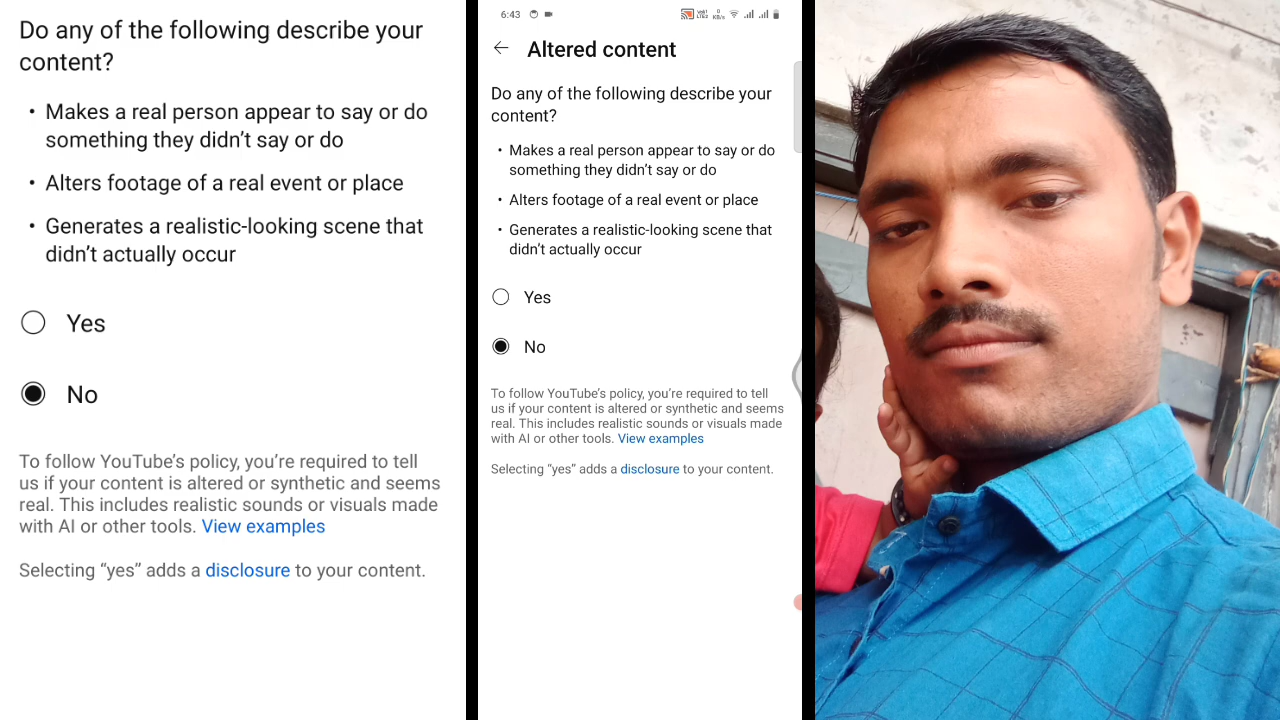 Do any of the following describe your
content?
• Makes a real person appear to say or do
something they didn’t say or do
• Alters footage of a real event or place
• Generates a realistic-looking scene that
didn’t actually occur
Yes
No
To follow YouTube’s policy, you’re required to tell
us if your content is altered or synthetic and seems
real. This includes realistic sounds or visuals made
with AI or other tools. View examples
Selecting “yes” adds a disclosure to your content.
6:43
0
KB/s
Altered content
Do any of the following describe your
content?
• Makes a real person appear to say or do
something they didn’t say or do
• Alters footage of a real event or place
• Generates a realistic-looking scene that
didn’t actually occur
Yes
No
To follow YouTube’s policy, you’re required to tell
us if your content is altered or synthetic and seems
real. This includes realistic sounds or visuals made
with AI or other tools. View examples
Selecting “yes” adds a disclosure to your content.